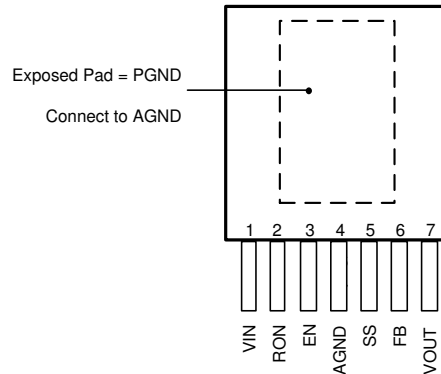 Exposed Pad = PGND
Connect to AGND
1 2 3 4 5 6 7
VIN
RON
EN
AGND
SS
FB
VOUT